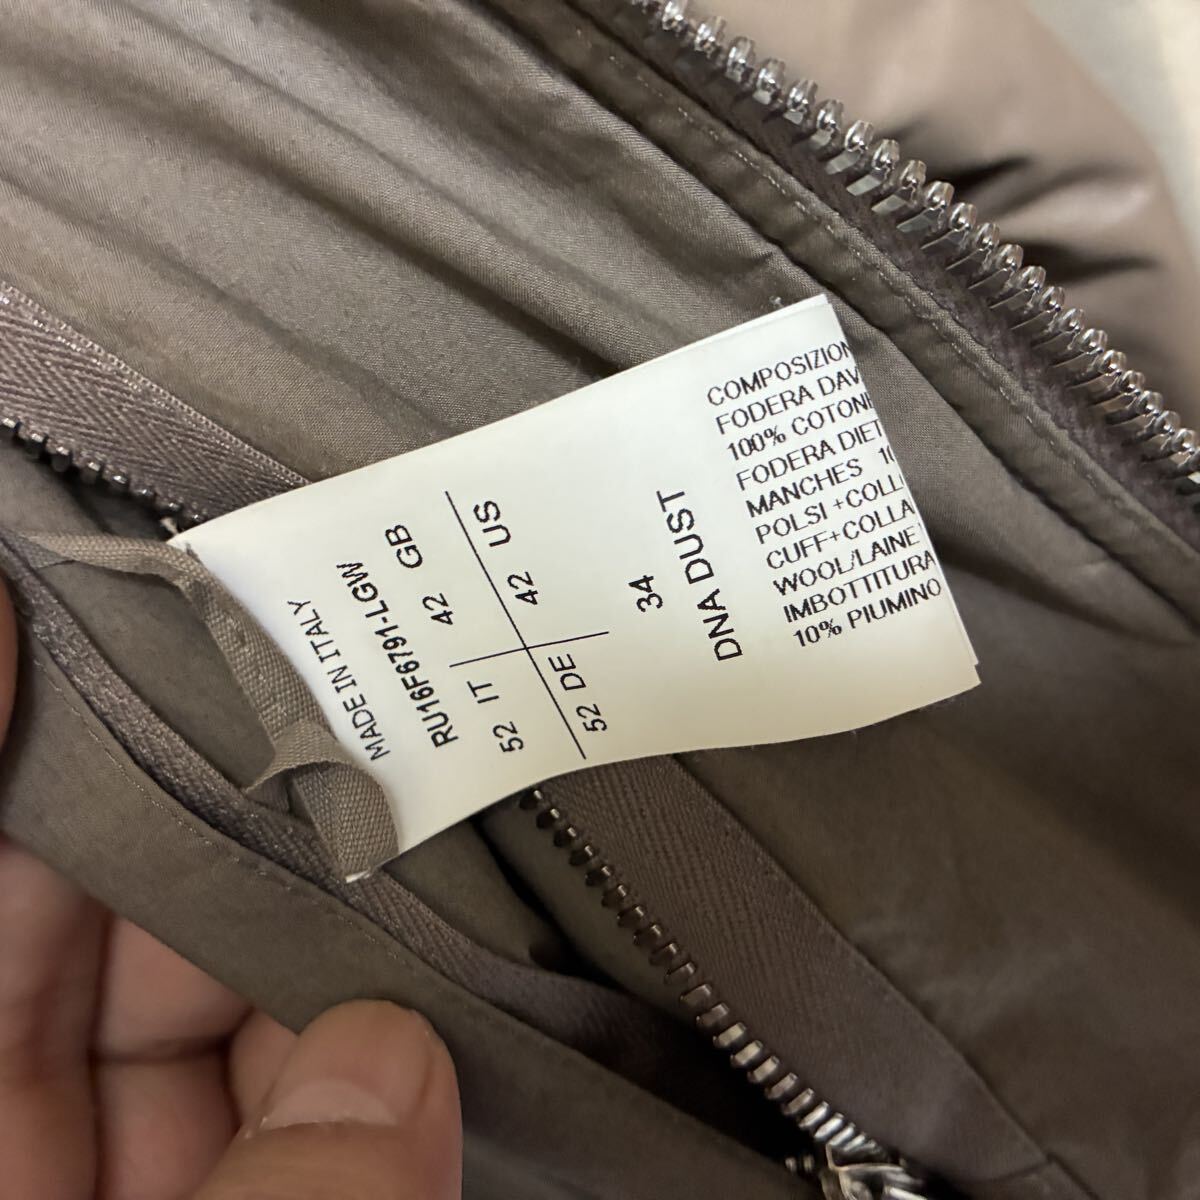 MADE IN ITALY
RU16F6791-LGW
52 IT 42 GB
52 DE 42 US
34
DNA DUST
COMPOSIZION
FODERA DAV
100% COTONE
FODERA DIET
MANCHES 10
POLSI+COLL
CUFF+COLLA
WOOL/LAINE
IMBOTTITURA
10% PIUMINO